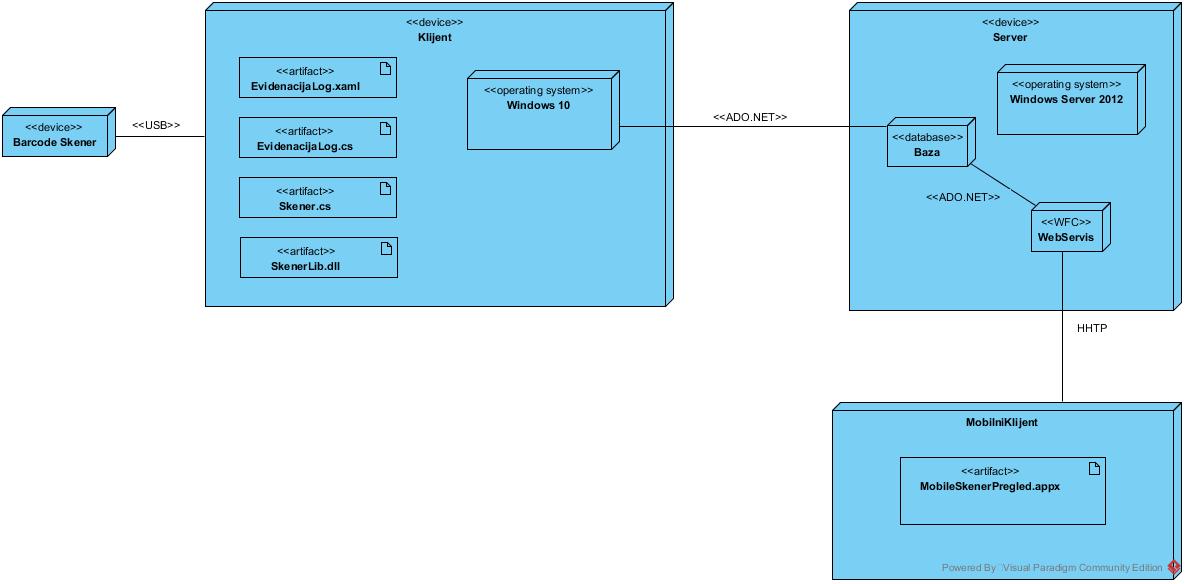 <<device>>
Barcode Skener
<<USB>>
<<device>>
Klijent
<<artifact>>
EvidenacijaLog.xaml
<<artifact>>
EvidenacijaLog.cs
<<artifact>>
Skener.cs
<<artifact>>
SkenerLib.dll
<<operating system>>
Windows 10
<<ADO.NET>>
<<device>>
Server
<<operating system>>
Windows Server 2012
<<database>>
Baza
<<ADO.NET>>
<<WFC>>
WebServis
HHTP
MobilniKlijent
<<artifact>>
MobileSkenerPregled.appx
Powered By Visual Paradigm Community Edition